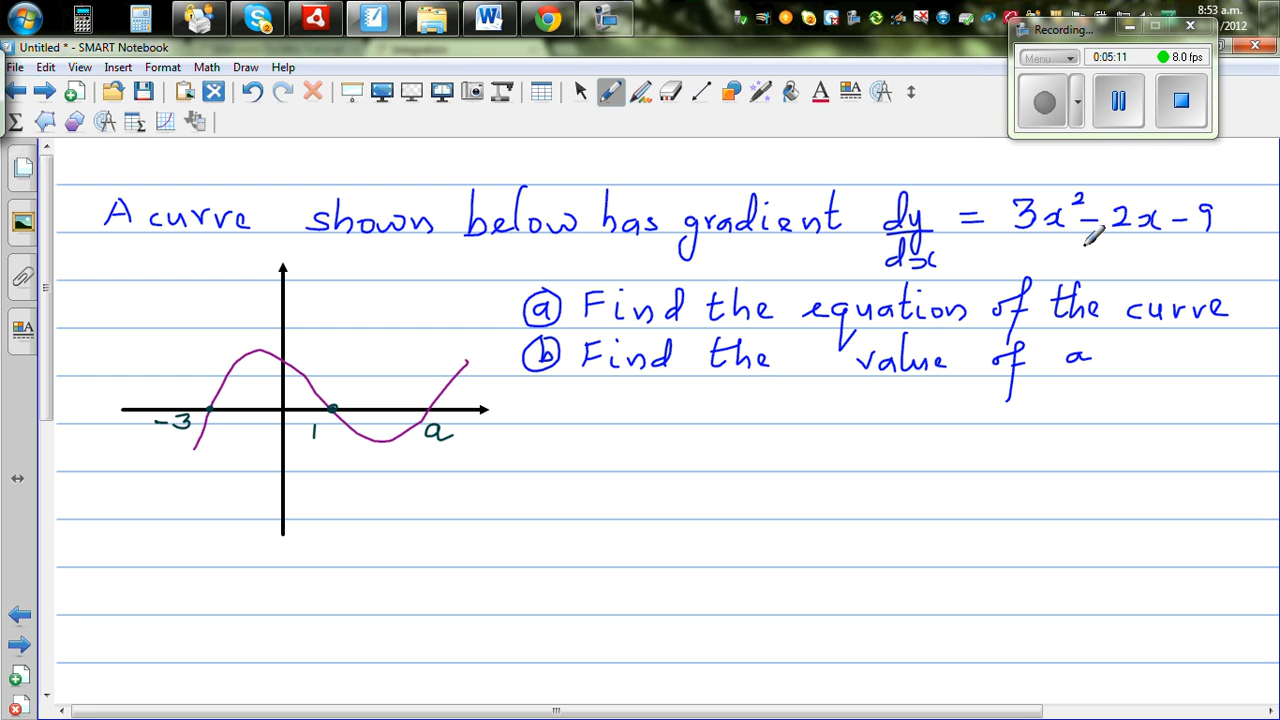 8:53 a.m.
/2012
Recording...
Untitled * - SMART Notebook
Menu
0:05:11
8.0 fps
File Edit View Insert Format Math Draw Help
A curve shown below has gradient dy/dx = 3x² - 2x - 9
ⓐ Find the equation of the curve
ⓑ Find the value of a
-3 1 a